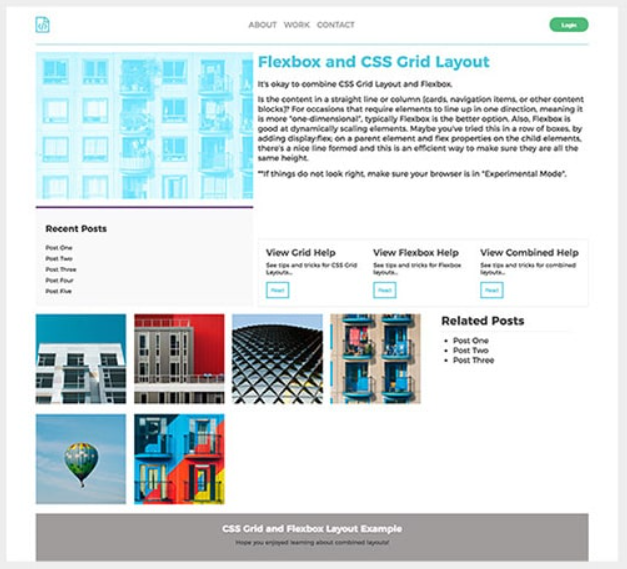 ABOUT WORK CONTACT
Login
Flexbox and CSS Grid Layout
It's okay to combine CSS Grid Layout and Flexbox.
Is the content in a straight line or column (cards, navigation items, or other content
blocks)? For occasions that require elements to line up in one direction, meaning it
is more "one-dimensional", typically Flexbox is the better option. Also, Flexbox is
good at dynamically scaling elements. Maybe you've tried this in a row of boxes, by
adding display:flex; on a parent element and flex properties on the child elements,
there's a nice line formed and this is an efficient way to make sure they are all the
same height.
**If things do not look right, make sure your browser is in "Experimental Mode".
Recent Posts
Post One
Post Two
Post Three
Post Four
Post Five
View Grid Help
See tips and tricks for CSS Grid
Layouts...
Read
View Flexbox Help
See tips and tricks for Flexbox
layouts...
Read
View Combined Help
See tips and tricks for combined
layouts...
Read
Related Posts
Post One
Post Two
Post Three
CSS Grid and Flexbox Layout Example
Hope you enjoyed learning about combined layouts!